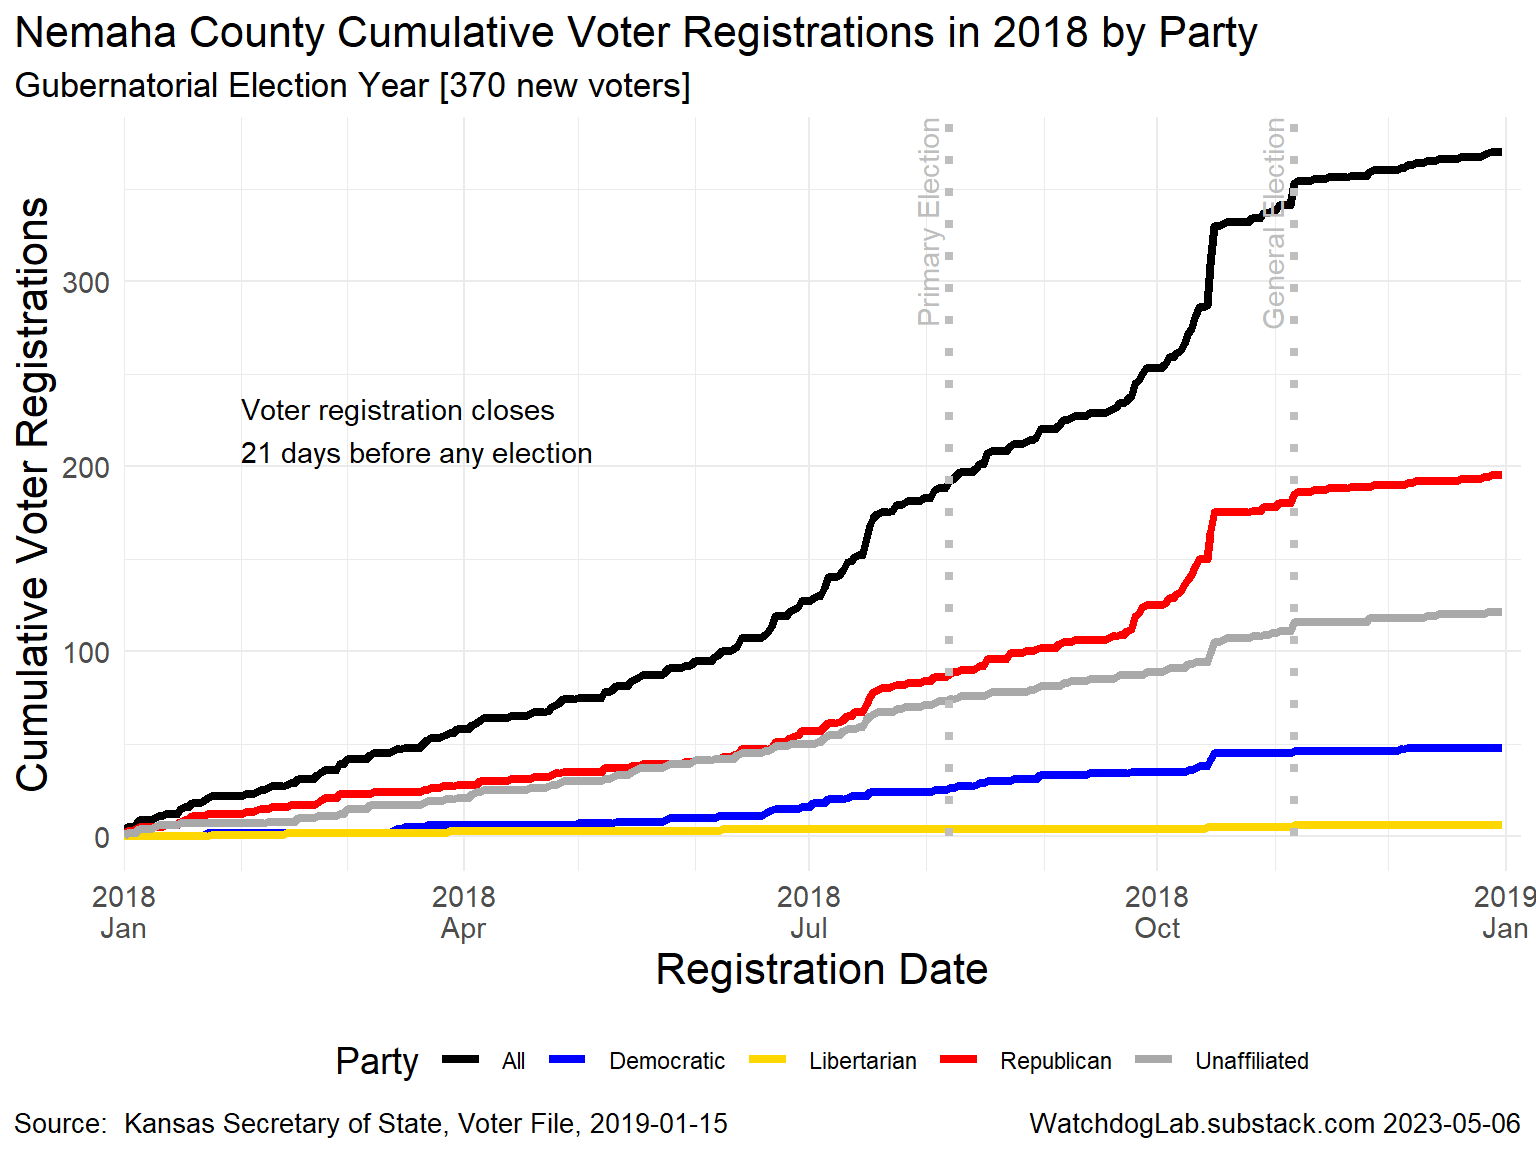 Nemaha County Cumulative Voter Registrations in 2018 by Party
Gubernatorial Election Year [370 new voters]
Cumulative Voter Registrations
300
200
100
0
Primary Election
General Election
Voter registration closes
21 days before any election
2018 2018 2018 2018 2019
Jan Apr Jul Oct Jan
Registration Date
Party All Democratic Libertarian Republican Unaffiliated
Source:  Kansas Secretary of State, Voter File, 2019-01-15
WatchdogLab.substack.com 2023-05-06